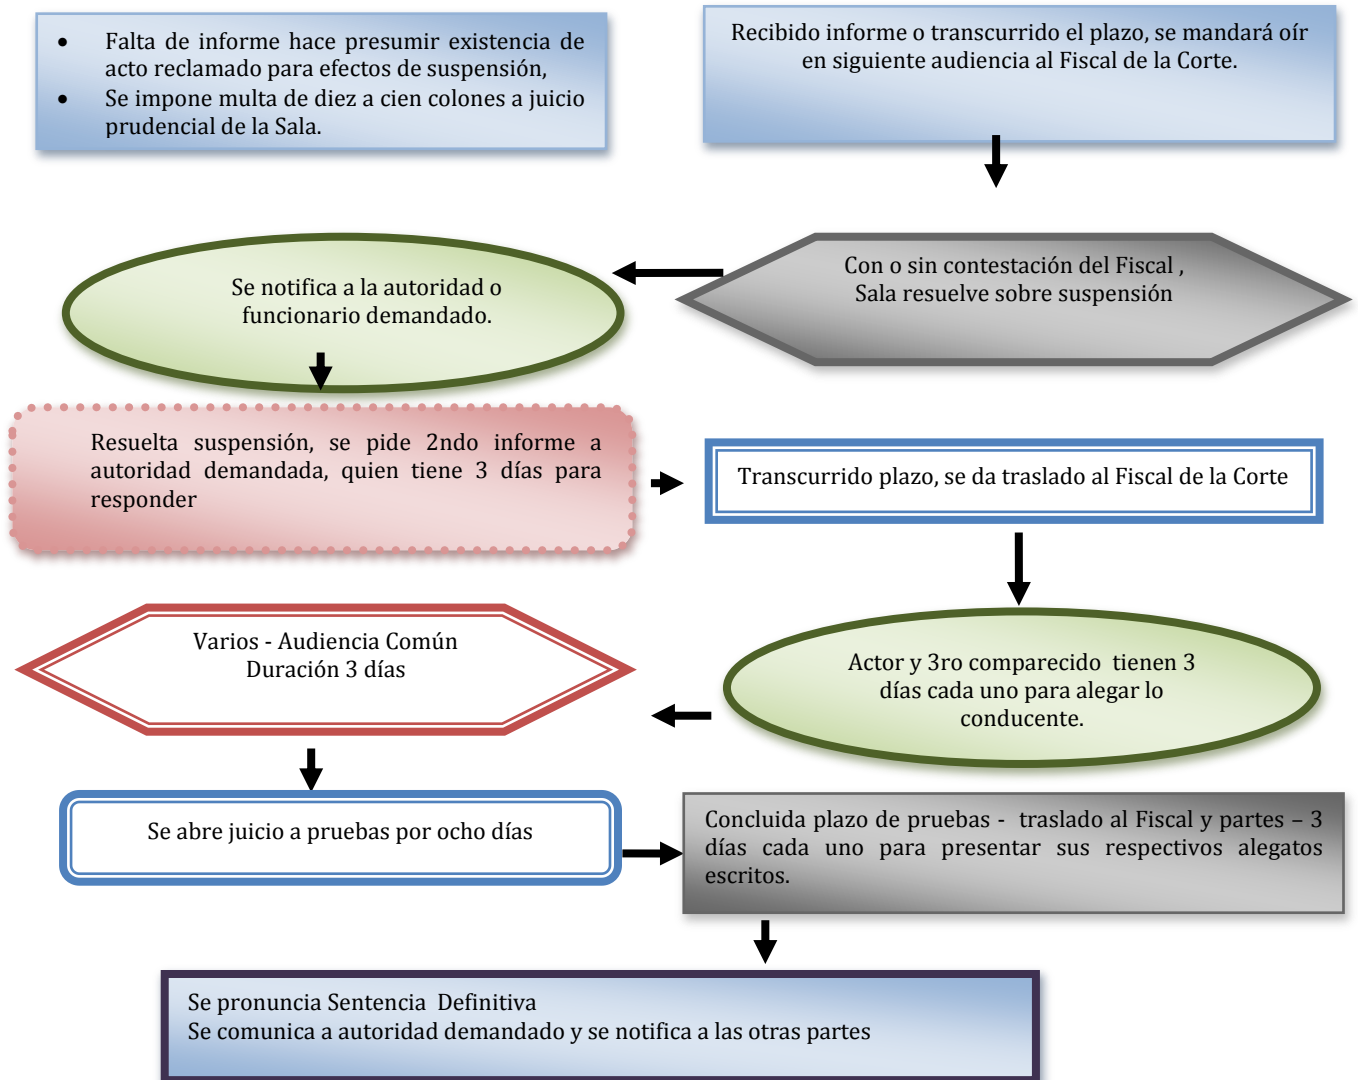 • Falta de informe hace presumir existencia de
acto reclamado para efectos de suspensión,
• Se impone multa de diez a cien colones a juicio
prudencial de la Sala.
Recibido informe o transcurrido el plazo, se mandará oír
en siguiente audiencia al Fiscal de la Corte.
Con o sin contestación del Fiscal ,
Sala resuelve sobre suspensión
Se notifica a la autoridad o
funcionario demandado.
Resuelta suspensión, se pide 2ndo informe a
autoridad demandada, quien tiene 3 días para
responder
Transcurrido plazo, se da traslado al Fiscal de la Corte
Actor y 3ro comparecido tienen 3
días cada uno para alegar lo
conducente.
Varios - Audiencia Común
Duración 3 días
Se abre juicio a pruebas por ocho días
Concluida plazo de pruebas - traslado al Fiscal y partes – 3
días cada uno para presentar sus respectivos alegatos
escritos.
Se pronuncia Sentencia Definitiva
Se comunica a autoridad demandado y se notifica a las otras partes